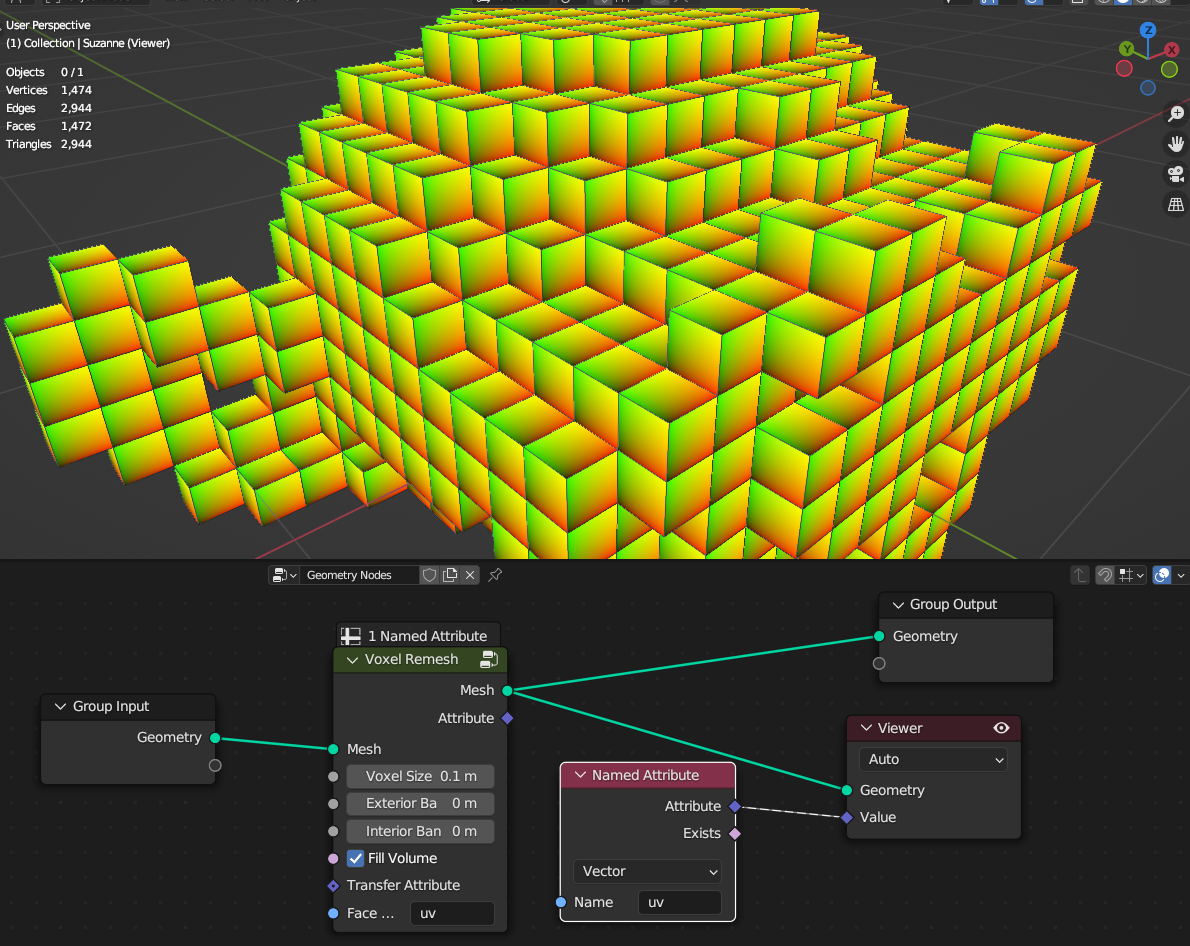 User Perspective
(1) Collection | Suzanne (Viewer)
Objects 0 / 1
Vertices 1,474
Edges 2,944
Faces 1,472
Triangles 2,944
Z
Y
X
Geometry Nodes
Group Output
Geometry
1 Named Attribute
Voxel Remesh
Mesh
Attribute
Mesh
Voxel Size 0.1 m
Exterior Ba 0 m
Interior Ban 0 m
Fill Volume
Transfer Attribute
Face ... uv
Group Input
Geometry
Named Attribute
Attribute
Exists
Vector
Name uv
Viewer
Auto
Geometry
Value